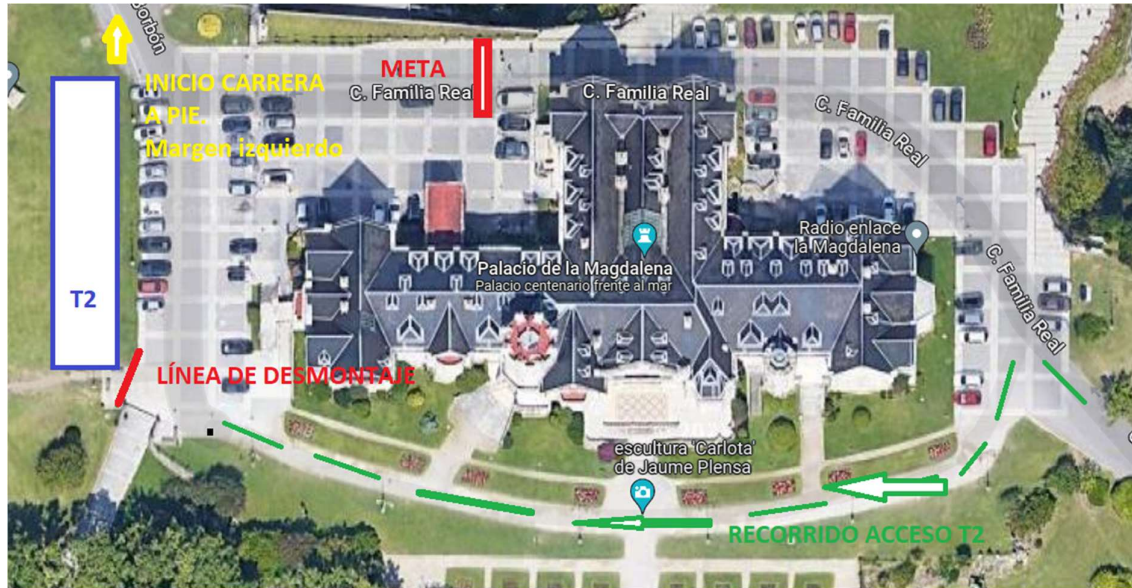 Borbón
INICIO CARRERA
A PIE.
Margen izquierdo
META
C. Familia Real
C. Familia Real
C. Familia Real
Radio enlace
la Magdalena
Palacio de la Magdalena
Palacio centenario frente al mar
C. Familia Real
T2
LÍNEA DE DESMONTAJE
escultura 'Carlota'
de Jaume Plensa
RECORRIDO ACCESO T2